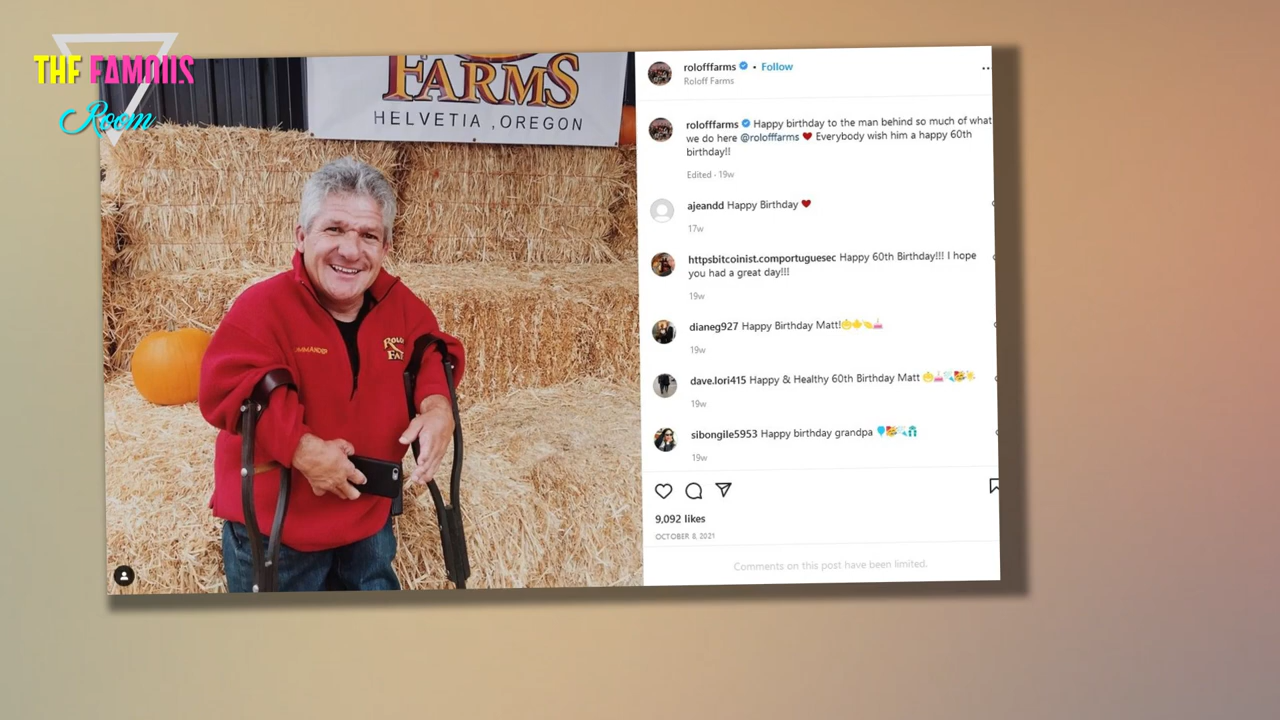 THE FAMOUS
Room
FARMS
HELVETIA ,OREGON
COMMANDER
rolofffarms • Follow
Roloff Farms
...
rolofffarms Happy birthday to the man behind so much of what
we do here @rolofffarms ❤ Everybody wish him a happy 60th
birthday!!
Edited · 19w
ajeandd Happy Birthday ❤
17w
httpsbitcoinist.comportuguesec Happy 60th Birthday!!! I hope
you had a great day!!!
19w
dianeg927 Happy Birthday Matt!
19w
dave.lori415 Happy & Healthy 60th Birthday Matt
19w
sibongile5953 Happy birthday grandpa
19w
9,092 likes
OCTOBER 8, 2021
Comments on this post have been limited.